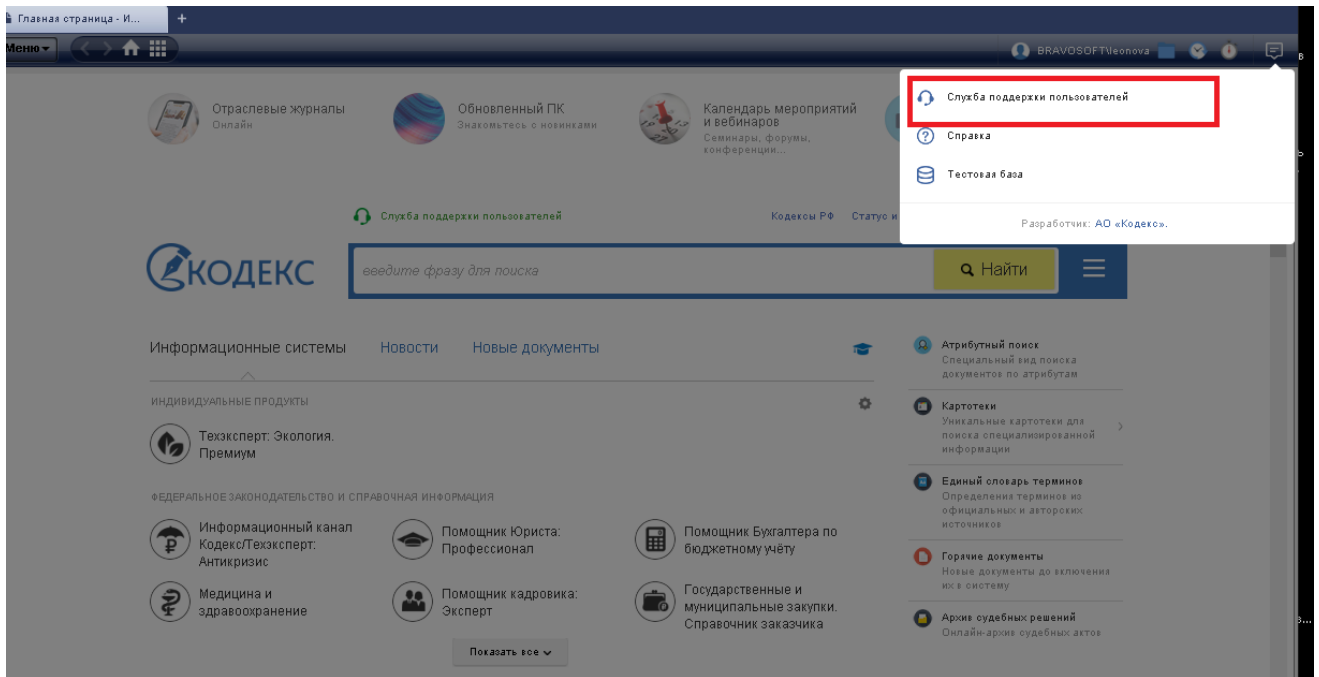 Главная страница - И...
+
Меню
BRAVOSOFT\leonova
в
Отраслевые журналы
Онлайн
Обновленный ПК
Знакомьтесь с новинками
Календарь мероприятий
и вебинаров
Семинары, форумы,
конференции...
Служба поддержки пользователей
Справка
Тестовая база
Разработчик: АО «Кодекс».
Служба поддержки пользователей
Кодексы РФ
Статус и
КОДЕКС
введите фразу для поиска
Найти
Информационные системы
Новости
Новые документы
ИНДИВИДУАЛЬНЫЕ ПРОДУКТЫ
Техэксперт: Экология.
Премиум
ФЕДЕРАЛЬНОЕ ЗАКОНОДАТЕЛЬСТВО И СПРАВОЧНАЯ ИНФОРМАЦИЯ
Информационный канал
Кодекс/Техэксперт:
Антикризис
Помощник Юриста:
Профессионал
Помощник Бухгалтера по
бюджетному учёту
Медицина и
здравоохранение
Помощник кадровика:
Эксперт
Государственные и
муниципальные закупки.
Справочник заказчика
Показать все
Атрибутный поиск
Специальный вид поиска
документов по атрибутам
Картотеки
Уникальные картотеки для
поиска специализированной
информации
Единый словарь терминов
Определения терминов из
официальных и авторских
источников
Горячие документы
Новые документы до включения
их в систему
Архив судебных решений
Онлайн-архив судебных актов